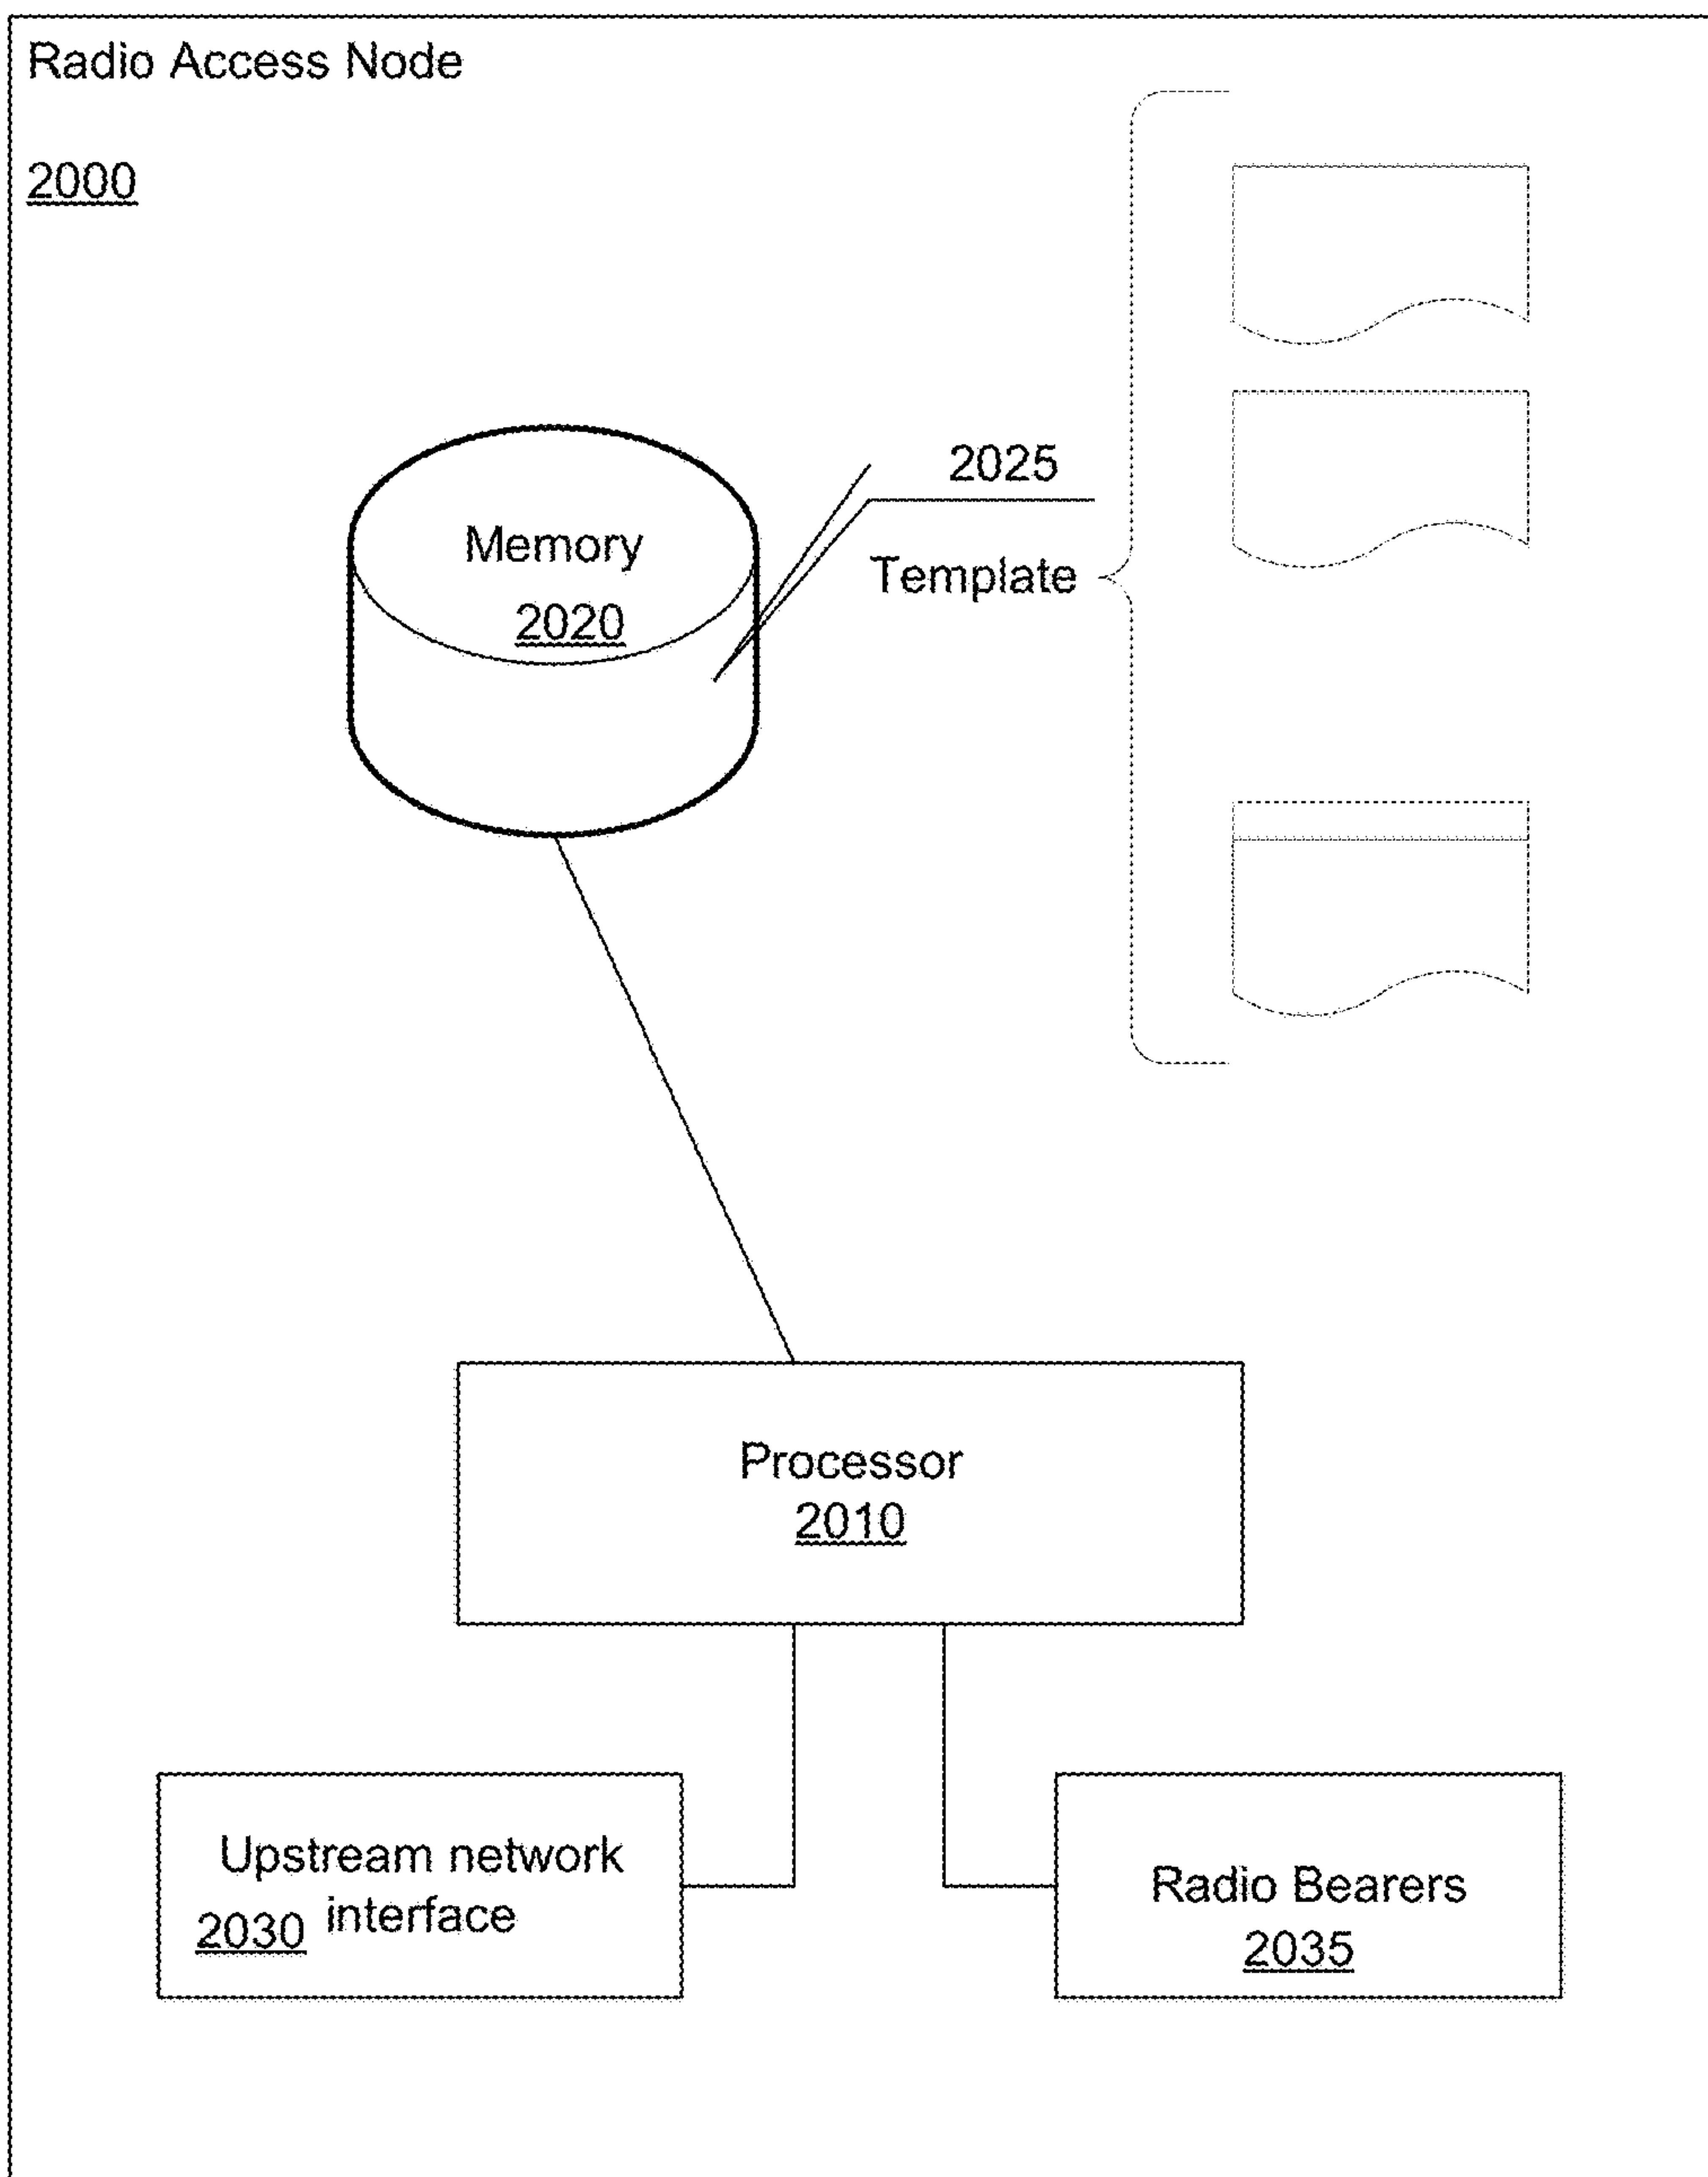 Radio Access Node
2000
2025
Memory
Template
2020
Processor
2010
Upstream network
2030 interface
Radio Bearers
2035